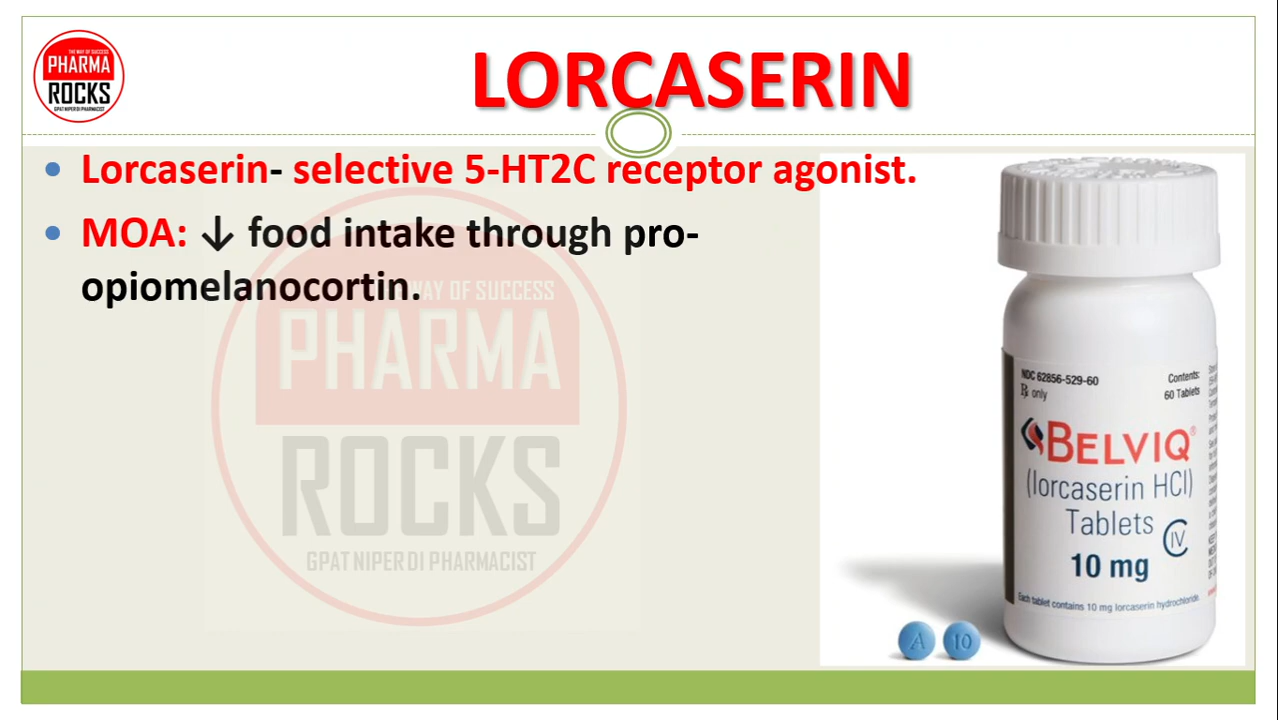 THE WAY OF SUCCESS
PHARMA
ROCKS
GPAT NIPER DI PHARMACIST
LORCASERIN
Lorcaserin- selective 5-HT2C receptor agonist.
MOA: ↓ food intake through pro-
opiomelanocortin.
WAY OF SUCCESS
PHARMA
ROCKS
GPAT NIPER DI PHARMACIST
NDC 62856-529-60
Rx only
Contents:
60 Tablets
BELVIQ®
(lorcaserin HCl)
Tablets
CIV
10 mg
Each tablet contains 10 mg lorcaserin hydrochloride.
A
10